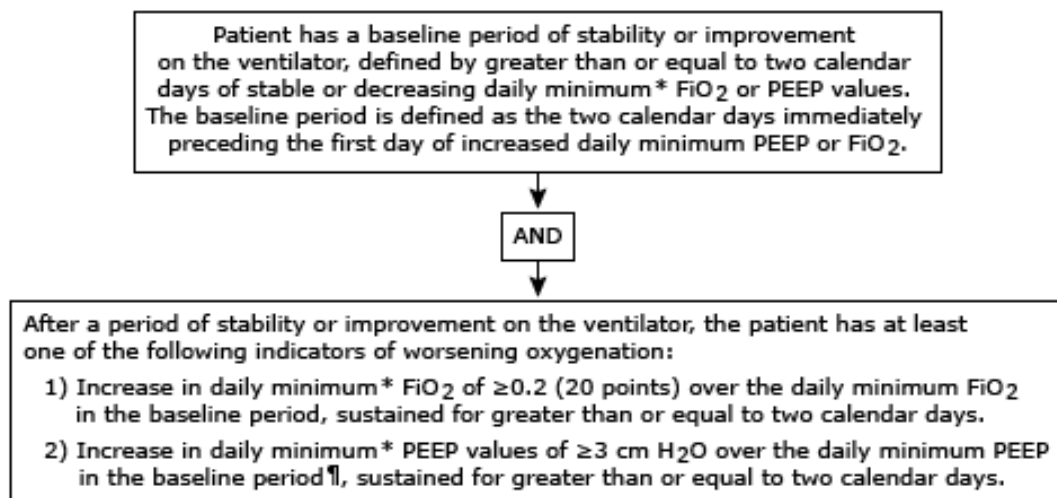 Patient has a baseline period of stability or improvement
on the ventilator, defined by greater than or equal to two calendar
days of stable or decreasing daily minimum* FiO2 or PEEP values.
The baseline period is defined as the two calendar days immediately
preceding the first day of increased daily minimum PEEP or FiO2.
AND
After a period of stability or improvement on the ventilator, the patient has at least
one of the following indicators of worsening oxygenation:
1) Increase in daily minimum* FiO2 of ≥0.2 (20 points) over the daily minimum FiO2
in the baseline period, sustained for greater than or equal to two calendar days.
2) Increase in daily minimum* PEEP values of ≥3 cm H2O over the daily minimum PEEP
in the baseline period¶, sustained for greater than or equal to two calendar days.